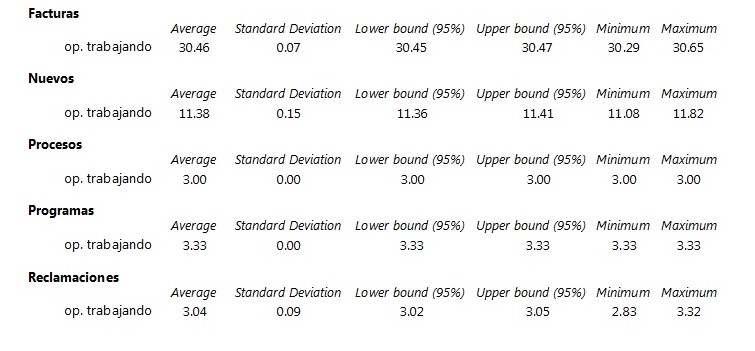 Facturas
Average Standard Deviation Lower bound (95%) Upper bound (95%) Minimum Maximum
op. trabajando 30.46 0.07 30.45 30.47 30.29 30.65
Nuevos
Average Standard Deviation Lower bound (95%) Upper bound (95%) Minimum Maximum
op. trabajando 11.38 0.15 11.36 11.41 11.08 11.82
Procesos
Average Standard Deviation Lower bound (95%) Upper bound (95%) Minimum Maximum
op. trabajando 3.00 0.00 3.00 3.00 3.00 3.00
Programas
Average Standard Deviation Lower bound (95%) Upper bound (95%) Minimum Maximum
op. trabajando 3.33 0.00 3.33 3.33 3.33 3.33
Reclamaciones
Average Standard Deviation Lower bound (95%) Upper bound (95%) Minimum Maximum
op. trabajando 3.04 0.09 3.02 3.05 2.83 3.32